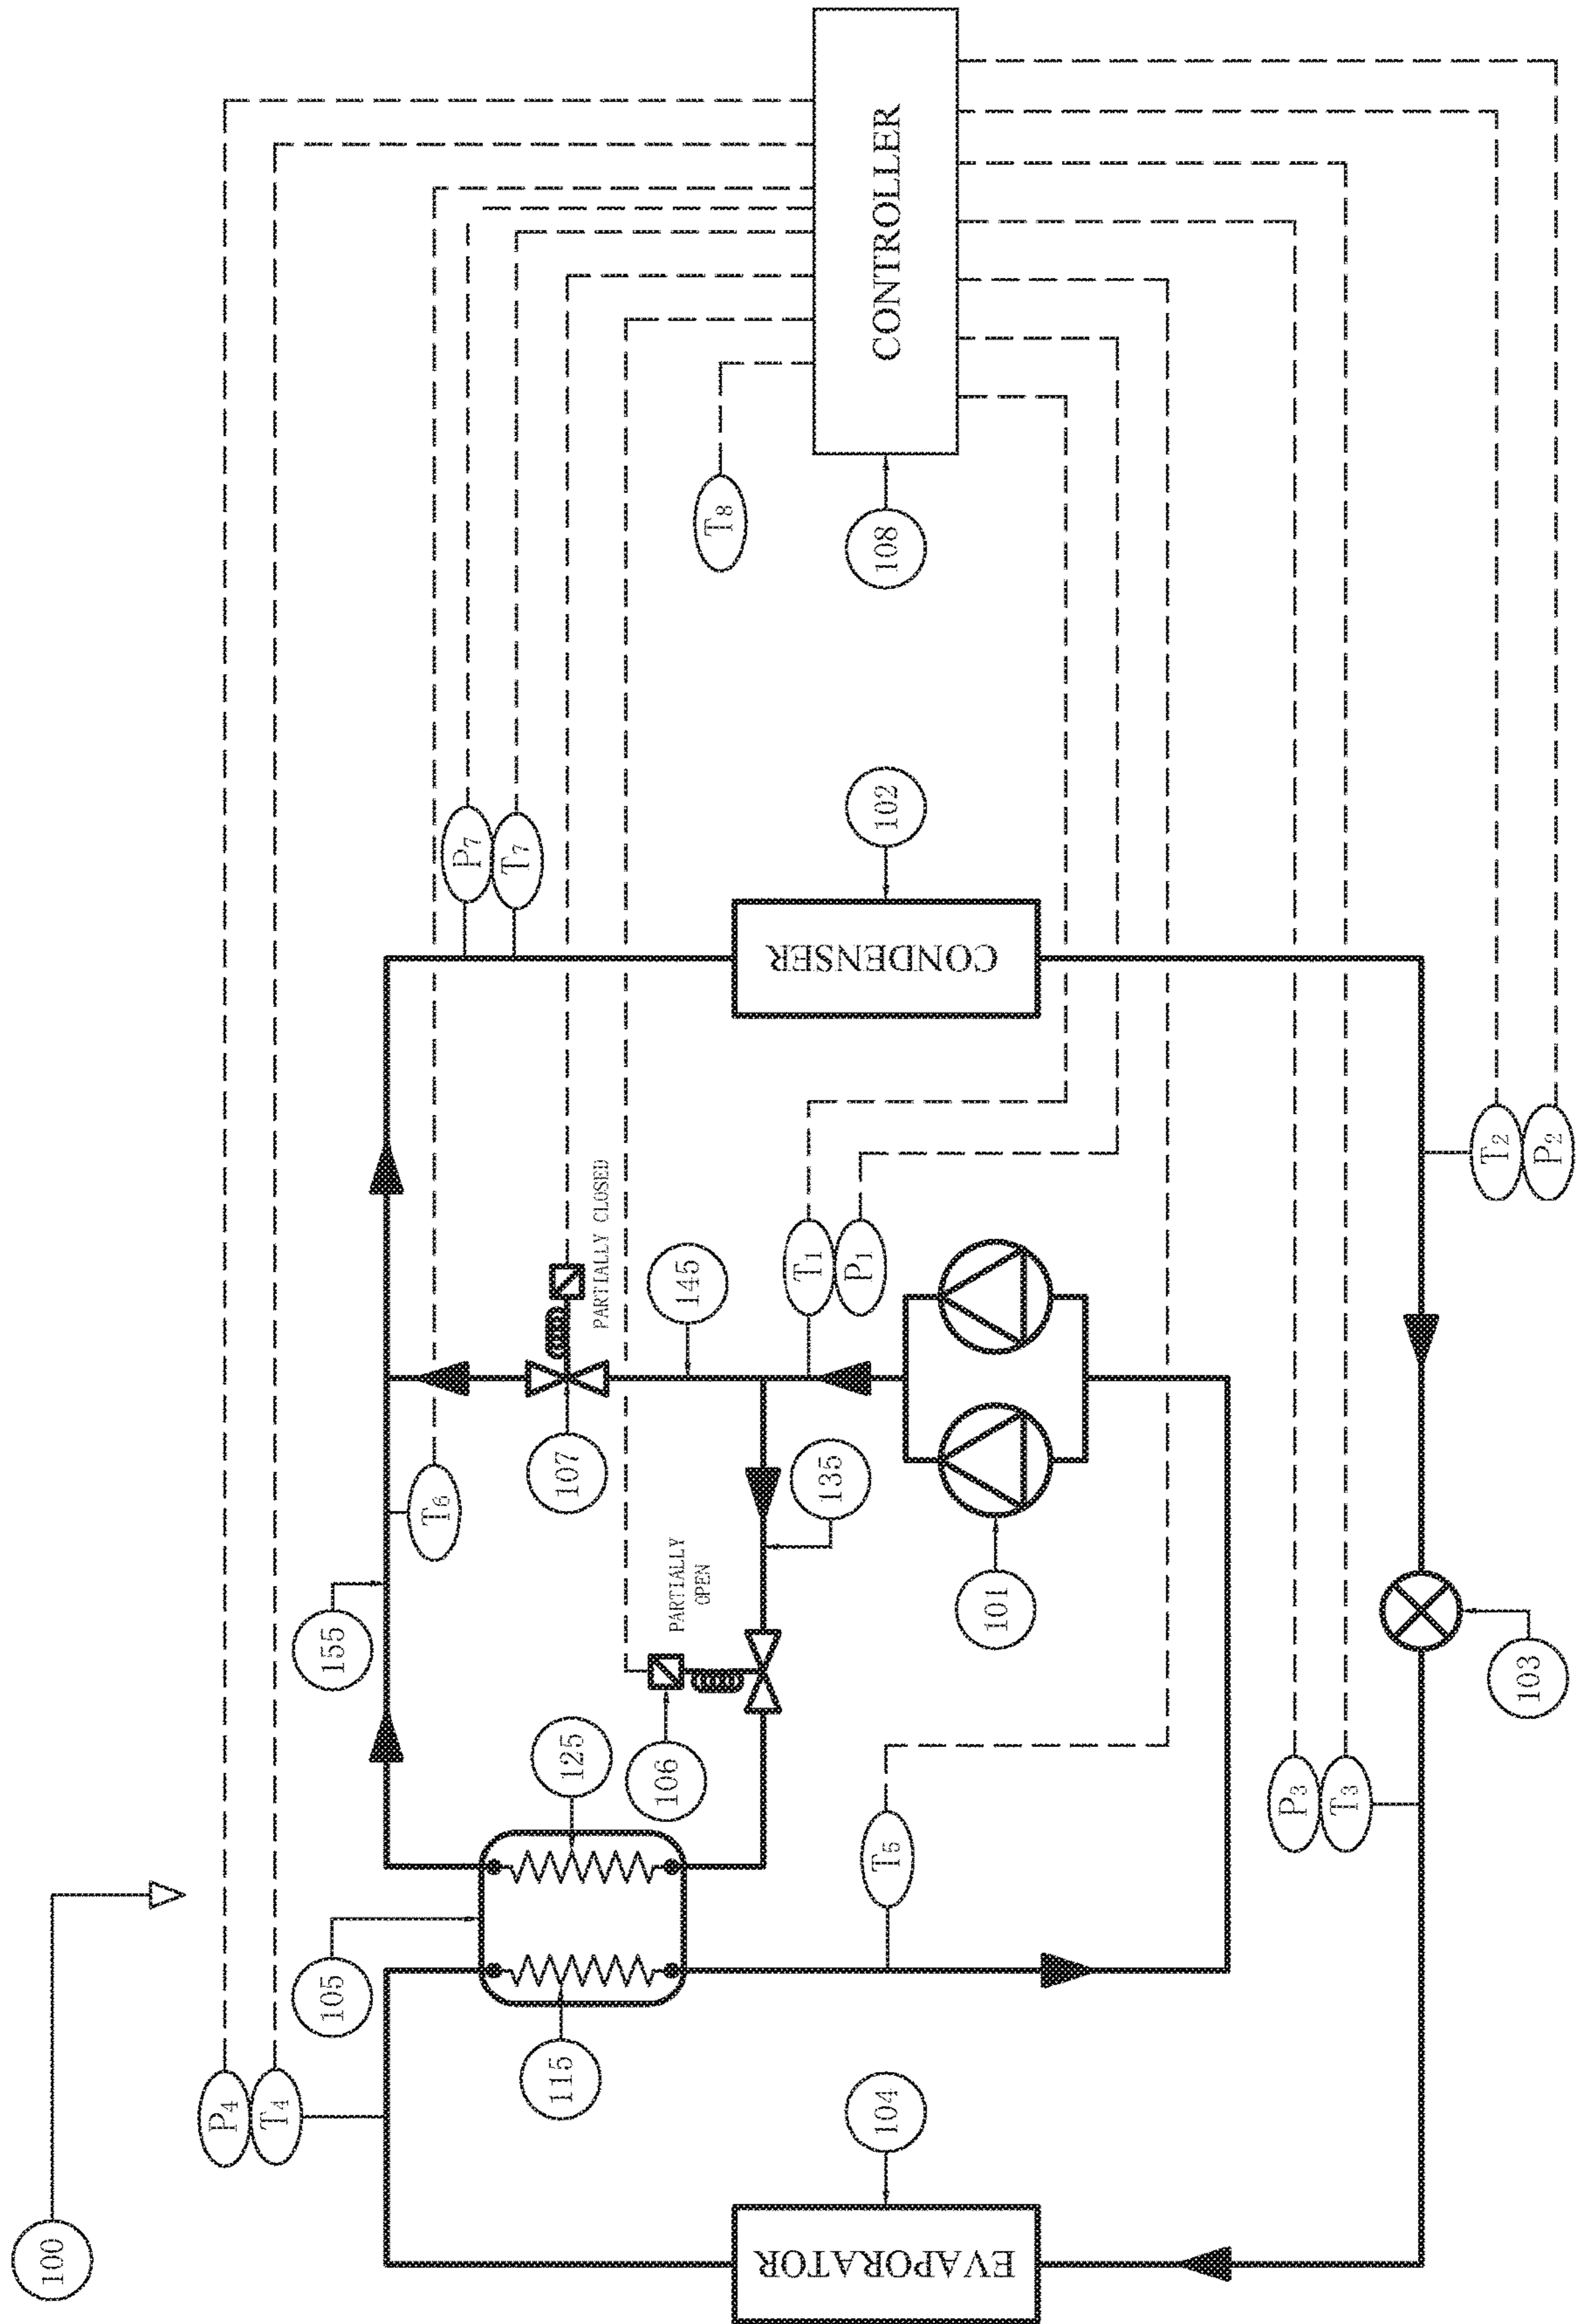 100
P4
T4
105
115
125
155
T6
106
PARTIALLY
OPEN
107
PARTIALLY CLOSED
145
135
T1
P1
101
T5
P7
T7
T8
CONTROLLER
108
102
CONDENSER
104
EVAPORATOR
P3
T3
103
T2
P2